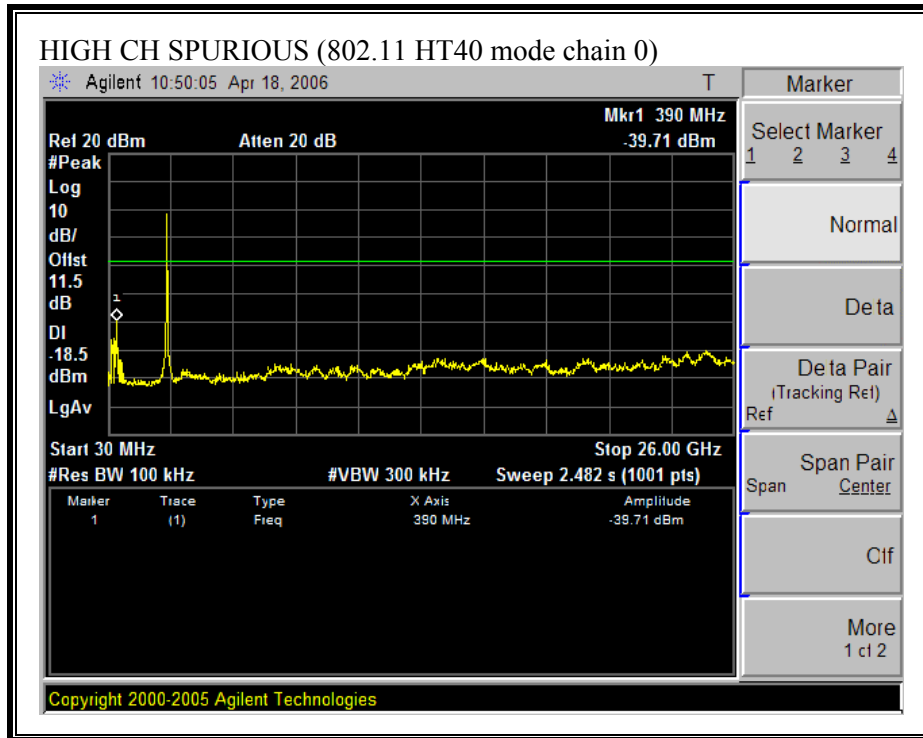 HIGH CH SPURIOUS (802.11 HT40 mode chain 0)
Agilent 10:50:05 Apr 18, 2006 T
Mkr1 390 MHz
Ref 20 dBm Atten 20 dB -39.71 dBm
#Peak
Log
10
dB/
Offst
11.5
dB
DI
-18.5
dBm
LgAv
1
Start 30 MHz Stop 26.00 GHz
#Res BW 100 kHz #VBW 300 kHz Sweep 2.482 s (1001 pts)
Marker Trace Type X Axis Amplitude
1 (1) Freq 390 MHz -39.71 dBm
Copyright 2000-2005 Agilent Technologies
Marker
Select Marker
1 2 3 4
Normal
Delta
Delta Pair
(Tracking Ref)
Ref Δ
Span Pair
Span Center
Off
More
1 of 2